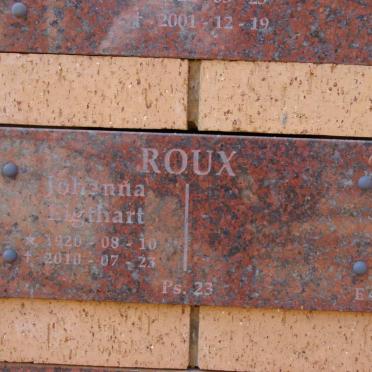 ✝ 2001 - 12 - 19
ROUX
Johanna
Ligthart
★ 1920 - 08 - 10
✝ 2010 - 07 - 23
Ps. 23
E